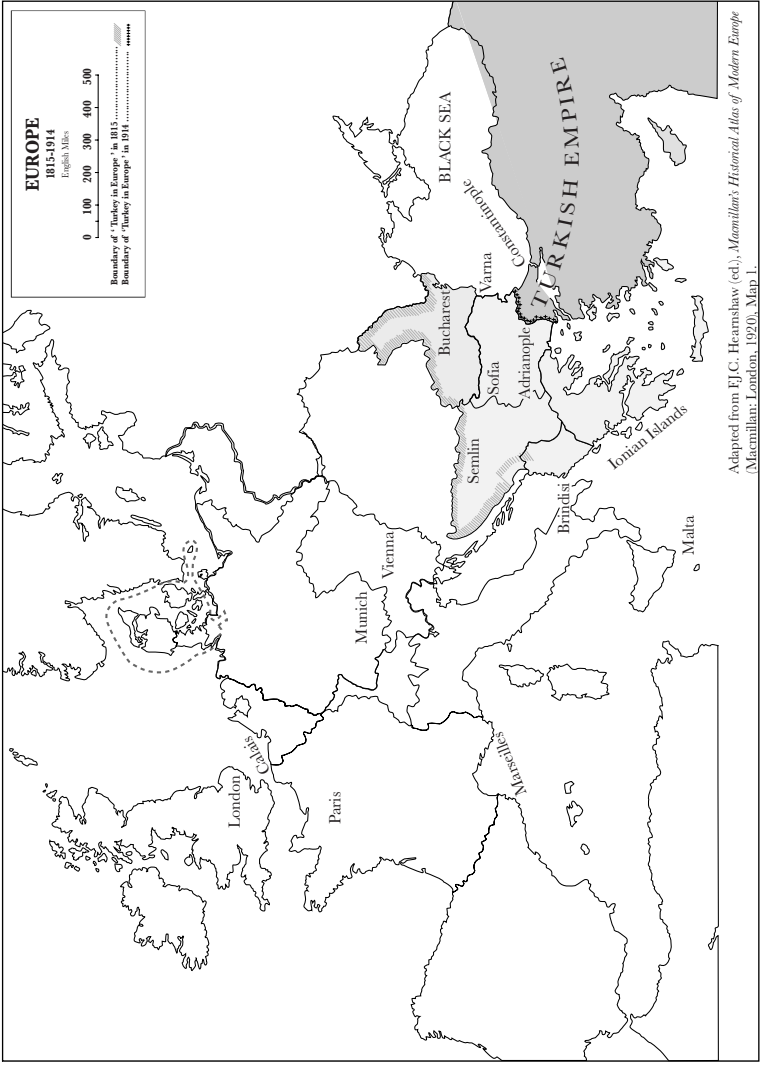 EUROPE
1815-1914
English Miles
0 100 200 300 400 500
Boundary of ‘Turkey in Europe’ in 1815
Boundary of ‘Turkey in Europe’ in 1914
London
Calais
Paris
Marseilles
Munich
Vienna
Brindisi
Malta
Semlin
Ionian Islands
Bucharest
Sofia
Adrianople
Varna
Constantinople
BLACK SEA
TURKISH EMPIRE
Adapted from F.J.C. Hearnshaw (ed.), Macmillan's Historical Atlas of Modern Europe
(Macmillan: London, 1920), Map 1.